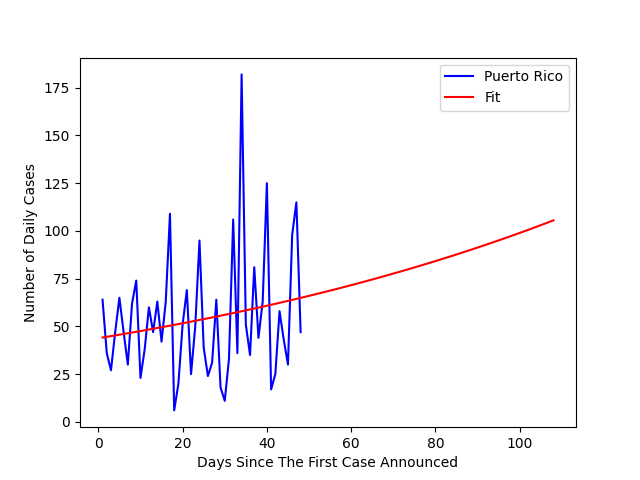 Puerto Rico
Fit
175
150
125
100
75
50
25
0
Number of Daily Cases
0 20 40 60 80 100
Days Since The First Case Announced